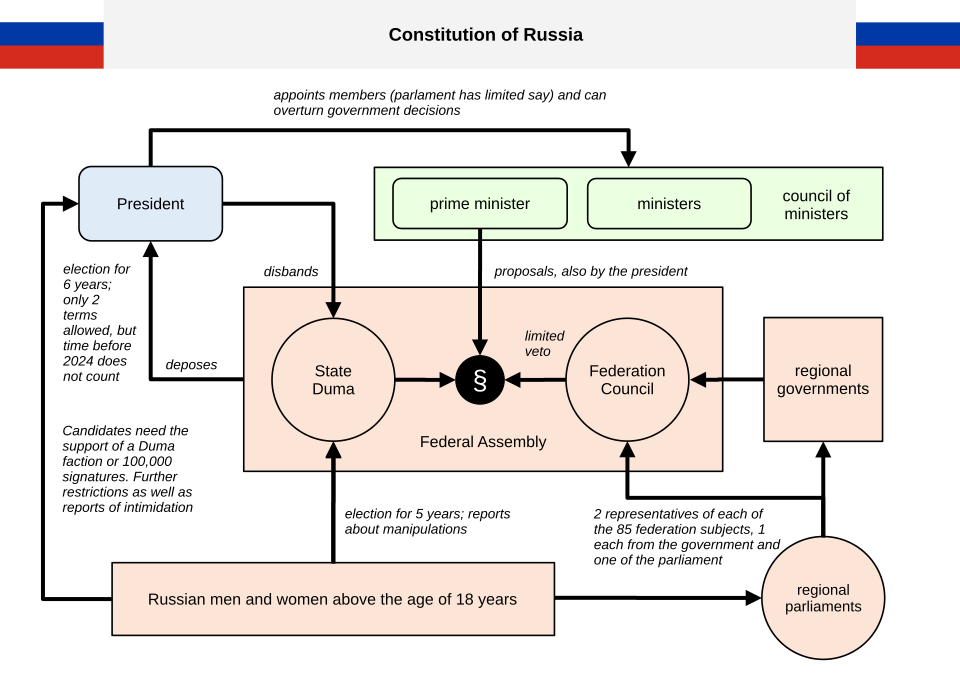 Constitution of Russia
appoints members (parlament has limited say) and can
overturn government decisions
President
prime minister
ministers
council of
ministers
election for
6 years;
only 2
terms
allowed, but
time before
2024 does
not count
disbands
proposals, also by the president
deposes
State
Duma
§
limited
veto
Federation
Council
regional
governments
Federal Assembly
Candidates need the
support of a Duma
faction or 100,000
signatures. Further
restrictions as well as
reports of intimidation
election for 5 years; reports
about manipulations
2 representatives of each of
the 85 federation subjects, 1
each from the government and
one of the parliament
Russian men and women above the age of 18 years
regional
parliaments